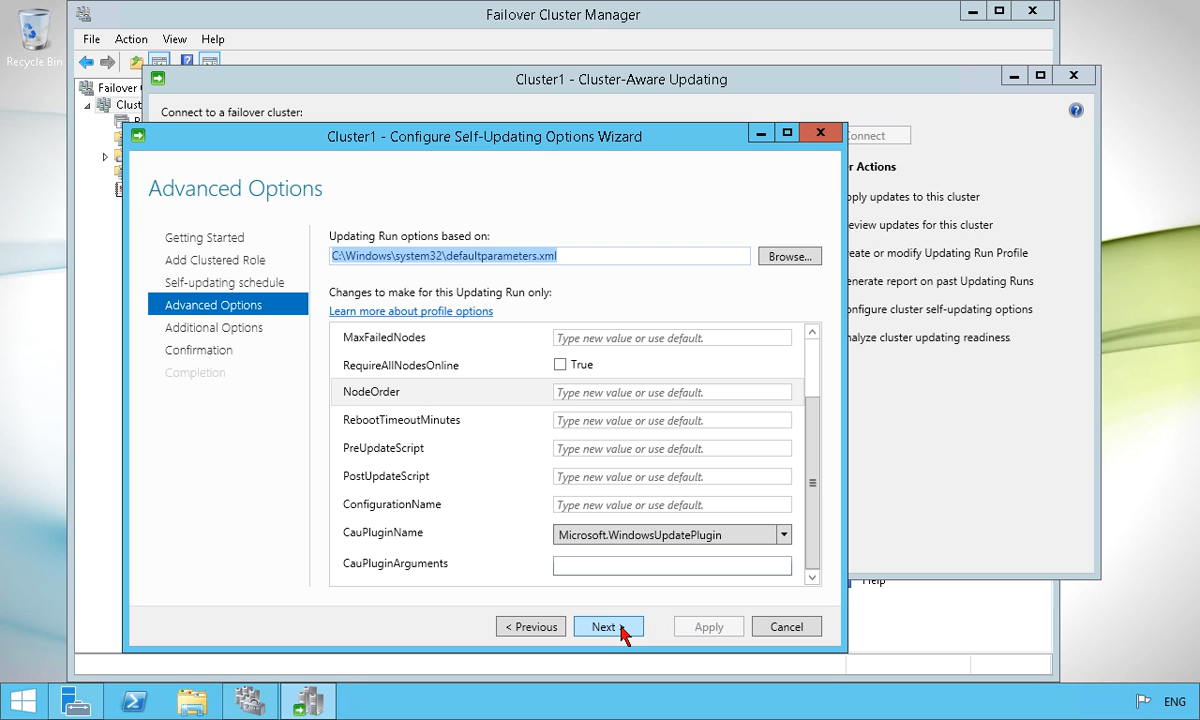 Recycle Bin
Failover Cluster Manager
File Action View Help
Failover
Clust
Cluster1 - Cluster-Aware Updating
Connect to a failover cluster:
onnect
r Actions
pply updates to this cluster
eview updates for this cluster
reate or modify Updating Run Profile
enerate report on past Updating Runs
onfigure cluster self-updating options
nalyze cluster updating readiness
Help
Cluster1 - Configure Self-Updating Options Wizard
Advanced Options
Getting Started
Add Clustered Role
Self-updating schedule
Advanced Options
Additional Options
Confirmation
Completion
Updating Run options based on:
C:\Windows\system32\defaultparameters.xml
Browse...
Changes to make for this Updating Run only:
Learn more about profile options
MaxFailedNodes Type new value or use default.
RequireAllNodesOnline True
NodeOrder Type new value or use default.
RebootTimeoutMinutes Type new value or use default.
PreUpdateScript Type new value or use default.
PostUpdateScript Type new value or use default.
ConfigurationName Type new value or use default.
CauPluginName Microsoft.WindowsUpdatePlugin
CauPluginArguments
< Previous Next > Apply Cancel
ENG